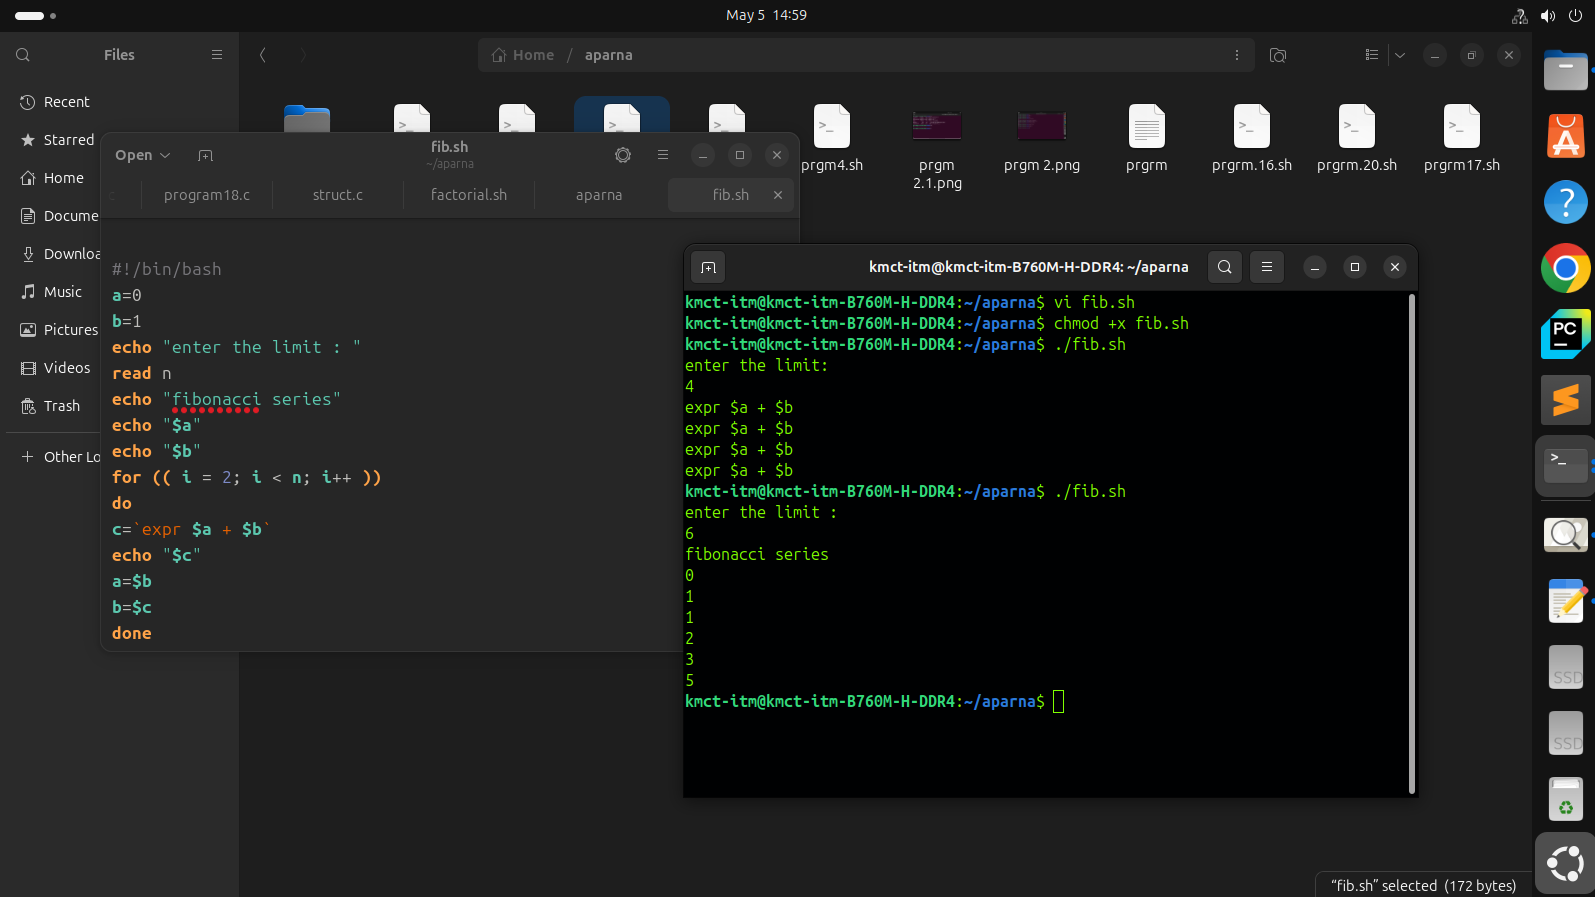 May 5 14:59
Files
Home / aparna
Recent
Starred
Home
Docume
Downloa
Music
Pictures
Videos
Trash
Other Lo
prgm4.sh
prgm 2.1.png
prgm 2.png
prgrm
prgrm.16.sh
prgrm.20.sh
prgrm17.sh
Open
fib.sh
~/aparna
program18.c
struct.c
factorial.sh
aparna
fib.sh
#!/bin/bash
a=0
b=1
echo "enter the limit : "
read n
echo "fibonacci series"
echo "$a"
echo "$b"
for (( i = 2; i < n; i++ ))
do
c=`expr $a + $b`
echo "$c"
a=$b
b=$c
done
kmct-itm@kmct-itm-B760M-H-DDR4: ~/aparna
kmct-itm@kmct-itm-B760M-H-DDR4:~/aparna$ vi fib.sh
kmct-itm@kmct-itm-B760M-H-DDR4:~/aparna$ chmod +x fib.sh
kmct-itm@kmct-itm-B760M-H-DDR4:~/aparna$ ./fib.sh
enter the limit:
4
expr $a + $b
expr $a + $b
expr $a + $b
expr $a + $b
kmct-itm@kmct-itm-B760M-H-DDR4:~/aparna$ ./fib.sh
enter the limit :
6
fibonacci series
0
1
1
2
3
5
kmct-itm@kmct-itm-B760M-H-DDR4:~/aparna$
PC
>_
SSD
SSD
"fib.sh" selected (172 bytes)